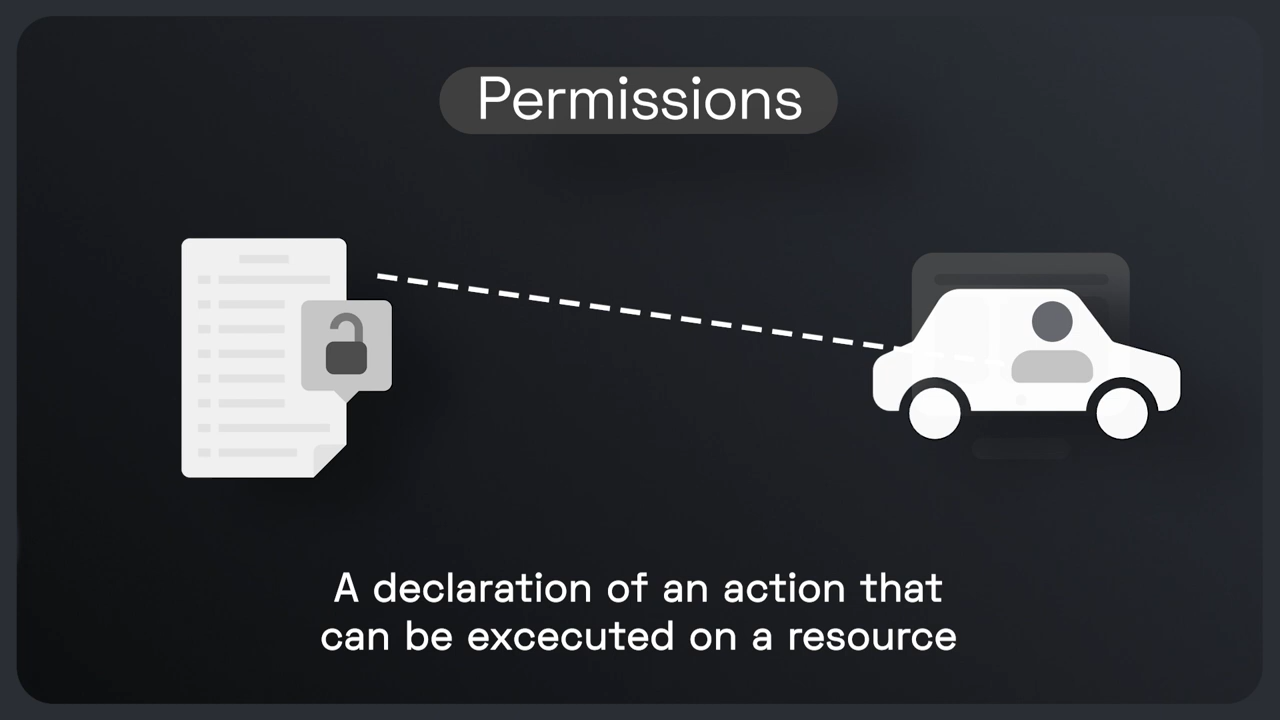 Permissions
A declaration of an action that
can be excecuted on a resource